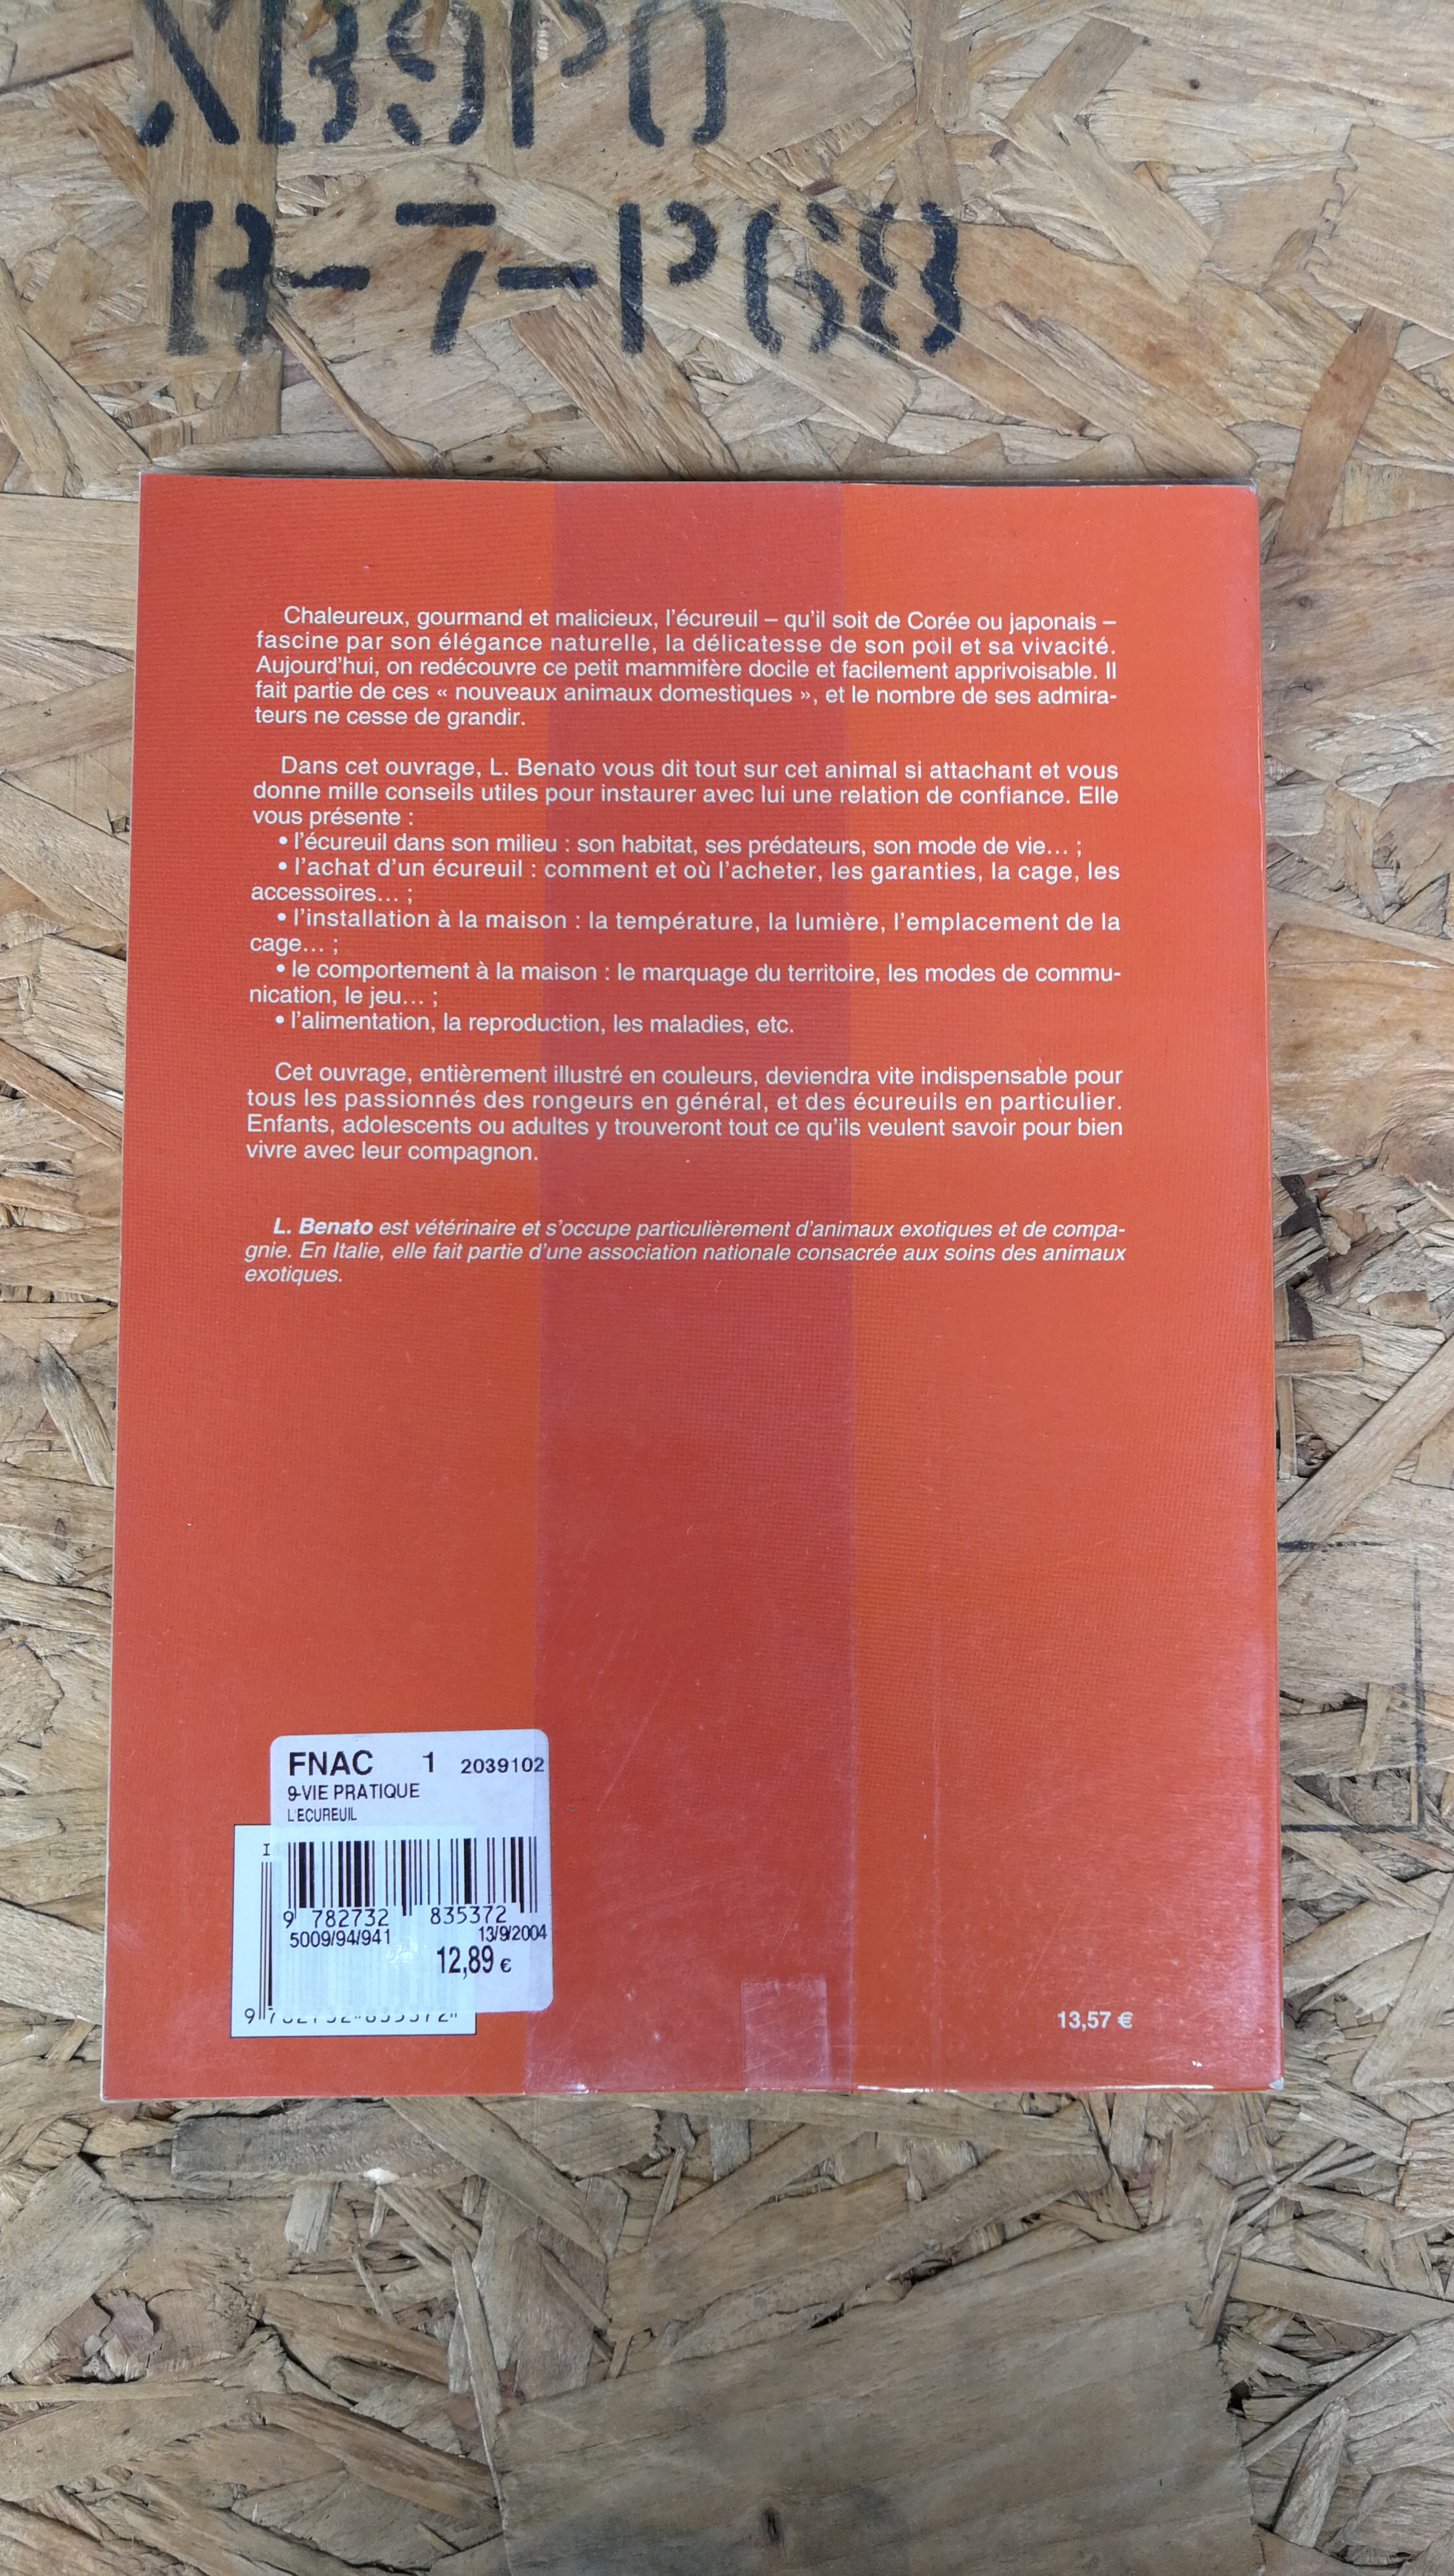 XB9P0
B-7-P68
Chaleureux, gourmand et malicieux, l'écureuil – qu'il soit de Corée ou japonais –
fascine par son élégance naturelle, la délicatesse de son poil et sa vivacité.
Aujourd'hui, on redécouvre ce petit mammifère docile et facilement apprivoisable. Il
fait partie de ces « nouveaux animaux domestiques », et le nombre de ses admira-
teurs ne cesse de grandir.
Dans cet ouvrage, L. Benato vous dit tout sur cet animal si attachant et vous
donne mille conseils utiles pour instaurer avec lui une relation de confiance. Elle
vous présente :
• l'écureuil dans son milieu : son habitat, ses prédateurs, son mode de vie... ;
• l'achat d'un écureuil : comment et où l'acheter, les garanties, la cage, les
accessoires... ;
• l'installation à la maison : la température, la lumière, l'emplacement de la
cage... ;
• le comportement à la maison : le marquage du territoire, les modes de commu-
nication, le jeu... ;
• l'alimentation, la reproduction, les maladies, etc.
Cet ouvrage, entièrement illustré en couleurs, deviendra vite indispensable pour
tous les passionnés des rongeurs en général, et des écureuils en particulier.
Enfants, adolescents ou adultes y trouveront tout ce qu'ils veulent savoir pour bien
vivre avec leur compagnon.
L. Benato est vétérinaire et s'occupe particulièrement d'animaux exotiques et de compa-
gnie. En Italie, elle fait partie d'une association nationale consacrée aux soins des animaux
exotiques.
FNAC 1 2039102
9-VIE PRATIQUE
L'ECUREUIL
9 782732 835372
5009/94/941 13/9/2004
12,89 €
9 782732 835372
13,57 €